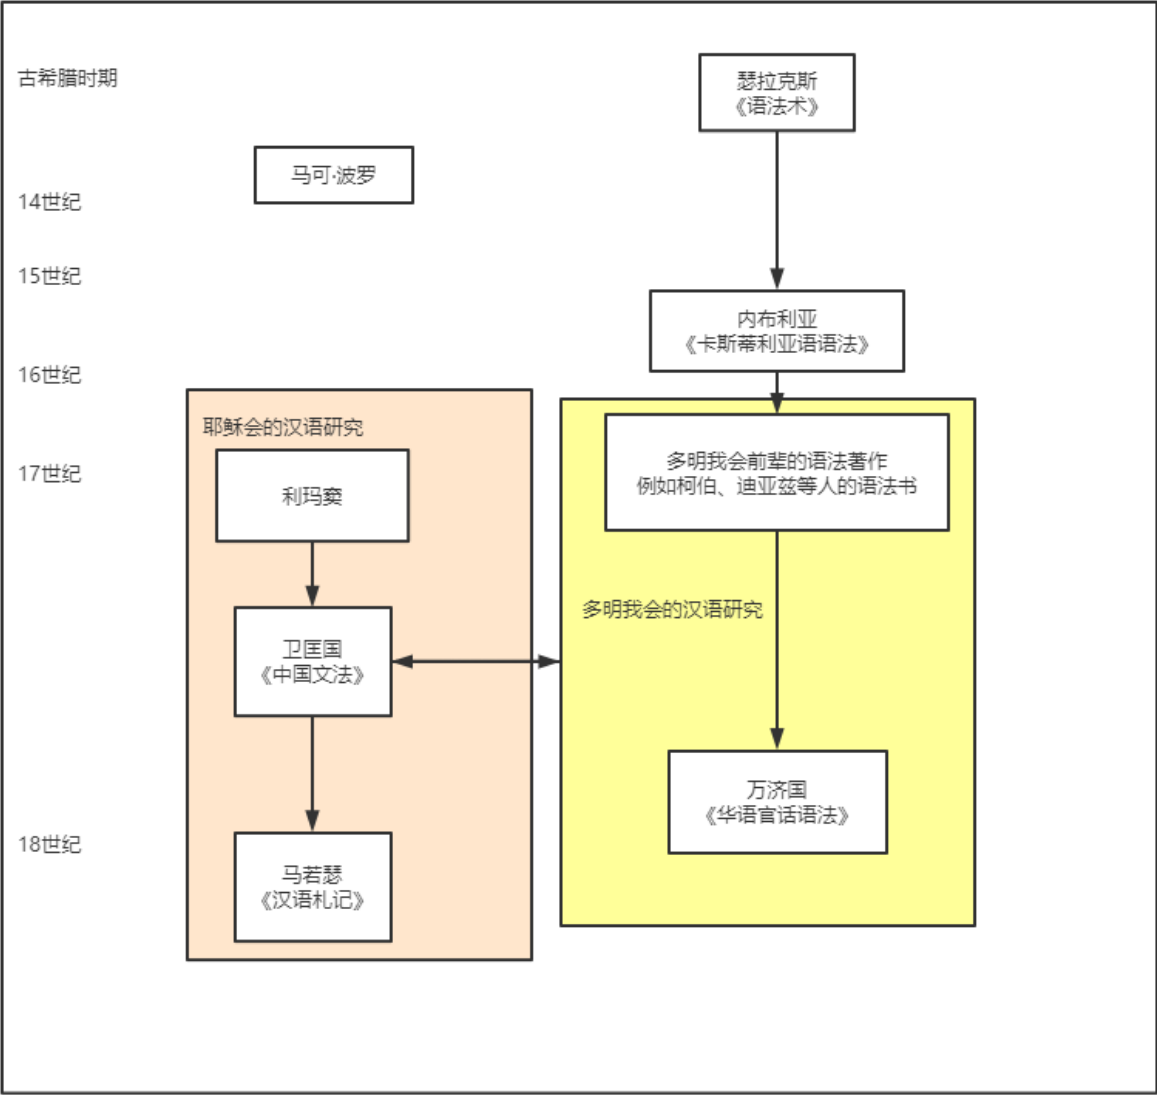 古希腊时期
瑟拉克斯
《语法术》
马可·波罗
14世纪
15世纪
内布利亚
《卡斯蒂利亚语语法》
16世纪
耶稣会的汉语研究
17世纪
利玛窦
多明我会前辈的语法著作
例如柯伯、迪亚兹等人的语法书
多明我会的汉语研究
卫匡国
《中国文法》
万济国
《华语官话语法》
18世纪
马若瑟
《汉语札记》